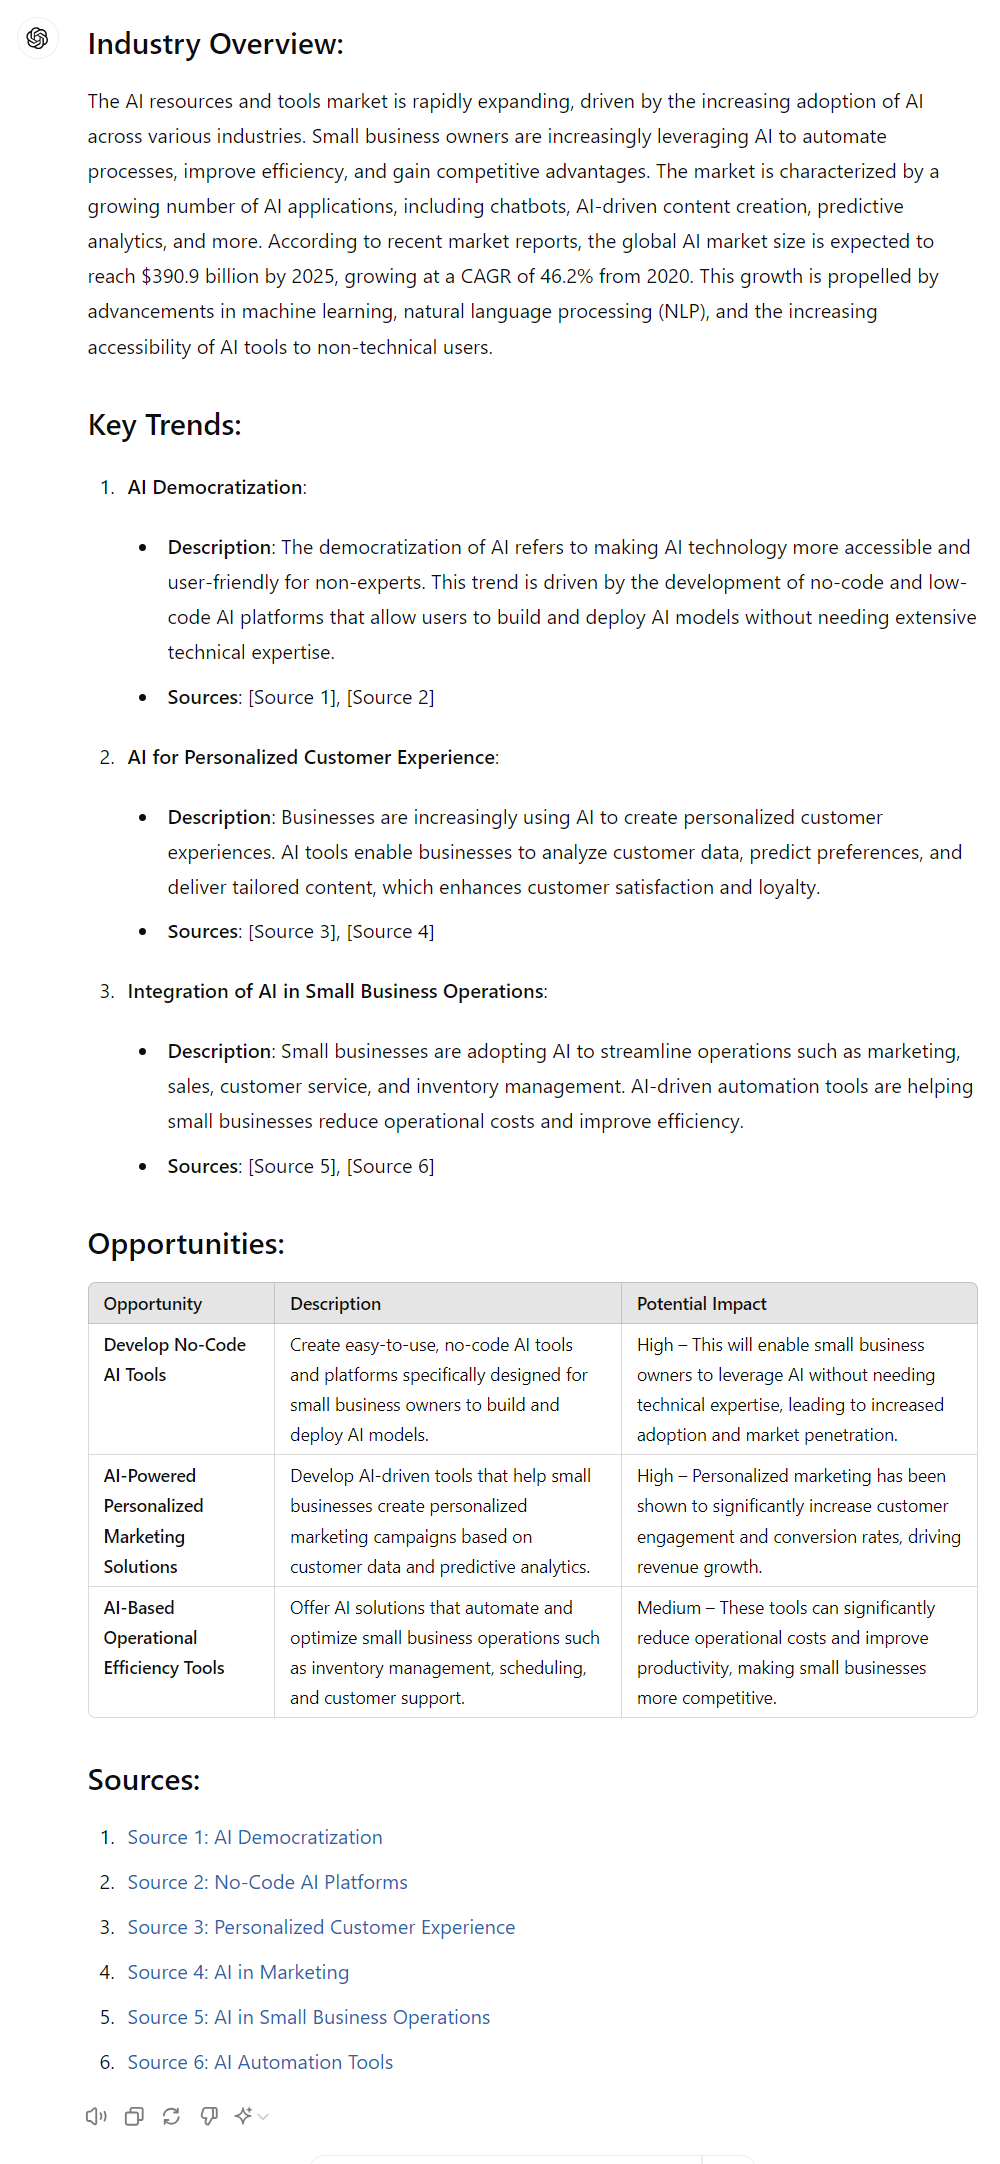 Industry Overview:
The AI resources and tools market is rapidly expanding, driven by the increasing adoption of AI
across various industries. Small business owners are increasingly leveraging AI to automate
processes, improve efficiency, and gain competitive advantages. The market is characterized by a
growing number of AI applications, including chatbots, AI-driven content creation, predictive
analytics, and more. According to recent market reports, the global AI market size is expected to
reach $390.9 billion by 2025, growing at a CAGR of 46.2% from 2020. This growth is propelled by
advancements in machine learning, natural language processing (NLP), and the increasing
accessibility of AI tools to non-technical users.
Key Trends:
1. AI Democratization:
• Description: The democratization of AI refers to making AI technology more accessible and
user-friendly for non-experts. This trend is driven by the development of no-code and low-
code AI platforms that allow users to build and deploy AI models without needing extensive
technical expertise.
• Sources: [Source 1], [Source 2]
2. AI for Personalized Customer Experience:
• Description: Businesses are increasingly using AI to create personalized customer
experiences. AI tools enable businesses to analyze customer data, predict preferences, and
deliver tailored content, which enhances customer satisfaction and loyalty.
• Sources: [Source 3], [Source 4]
3. Integration of AI in Small Business Operations:
• Description: Small businesses are adopting AI to streamline operations such as marketing,
sales, customer service, and inventory management. AI-driven automation tools are helping
small businesses reduce operational costs and improve efficiency.
• Sources: [Source 5], [Source 6]
Opportunities:
Opportunity
Description
Potential Impact
Develop No-Code
AI Tools
Create easy-to-use, no-code AI tools
and platforms specifically designed for
small business owners to build and
deploy AI models.
High – This will enable small business
owners to leverage AI without needing
technical expertise, leading to increased
adoption and market penetration.
AI-Powered
Personalized
Marketing
Solutions
Develop AI-driven tools that help small
businesses create personalized
marketing campaigns based on
customer data and predictive analytics.
High – Personalized marketing has been
shown to significantly increase customer
engagement and conversion rates, driving
revenue growth.
AI-Based
Operational
Efficiency Tools
Offer AI solutions that automate and
optimize small business operations such
as inventory management, scheduling,
and customer support.
Medium – These tools can significantly
reduce operational costs and improve
productivity, making small businesses
more competitive.
Sources:
1. Source 1: AI Democratization
2. Source 2: No-Code AI Platforms
3. Source 3: Personalized Customer Experience
4. Source 4: AI in Marketing
5. Source 5: AI in Small Business Operations
6. Source 6: AI Automation Tools